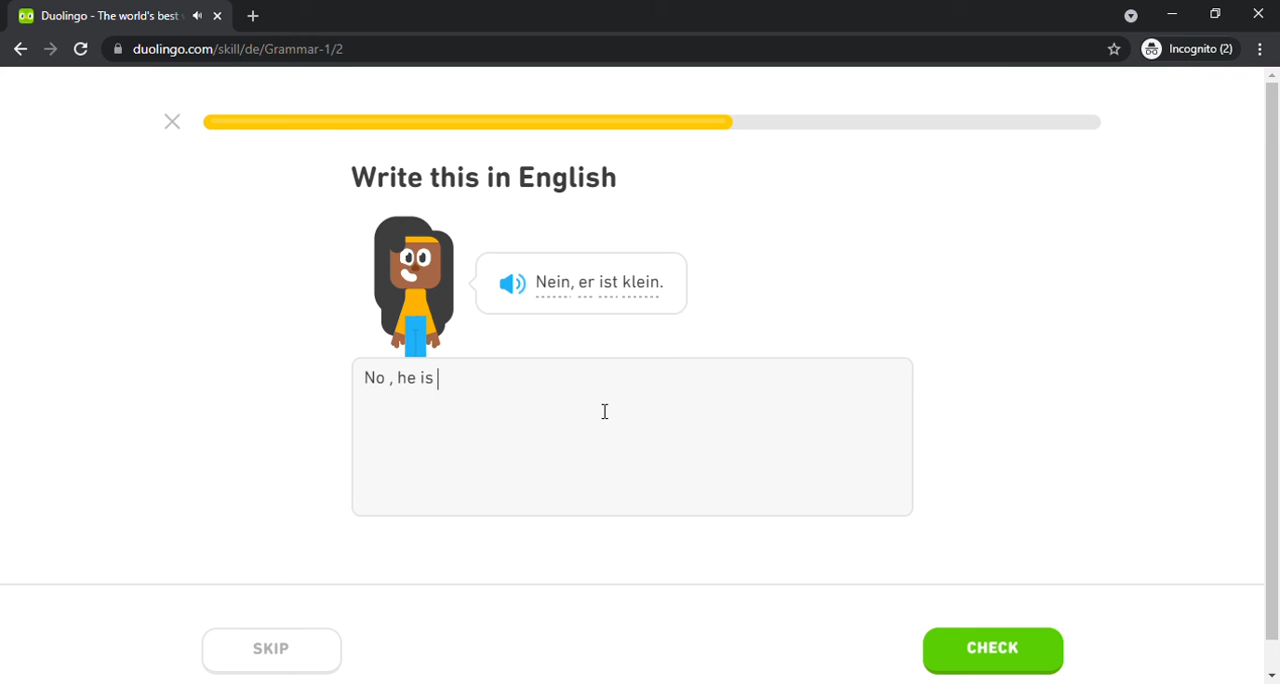 Duolingo - The world's best
duolingo.com/skill/de/Grammar-1/2
Incognito (2)
Write this in English
Nein, er ist klein.
No , he is
SKIP
CHECK